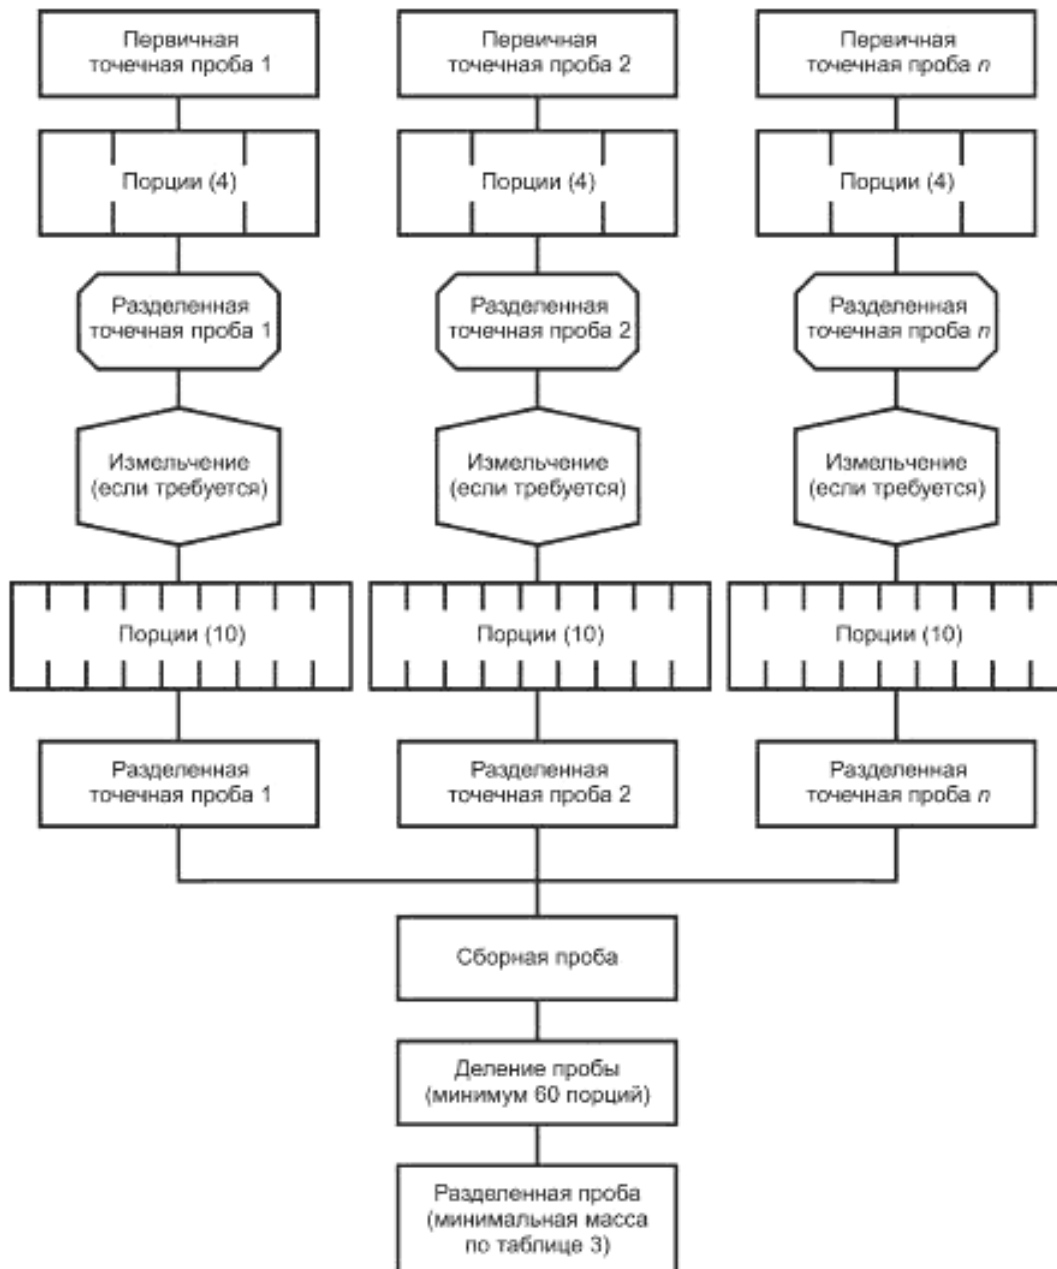 Первичная
точечная проба 1
Первичная
точечная проба 2
Первичная
точечная проба n
Порции (4)
Порции (4)
Порции (4)
Разделенная
точечная проба 1
Разделенная
точечная проба 2
Разделенная
точечная проба n
Измельчение
(если требуется)
Измельчение
(если требуется)
Измельчение
(если требуется)
Порции (10)
Порции (10)
Порции (10)
Разделенная
точечная проба 1
Разделенная
точечная проба 2
Разделенная
точечная проба n
Сборная проба
Деление пробы
(минимум 60 порций)
Разделенная проба
(минимальная масса
по таблице 3)